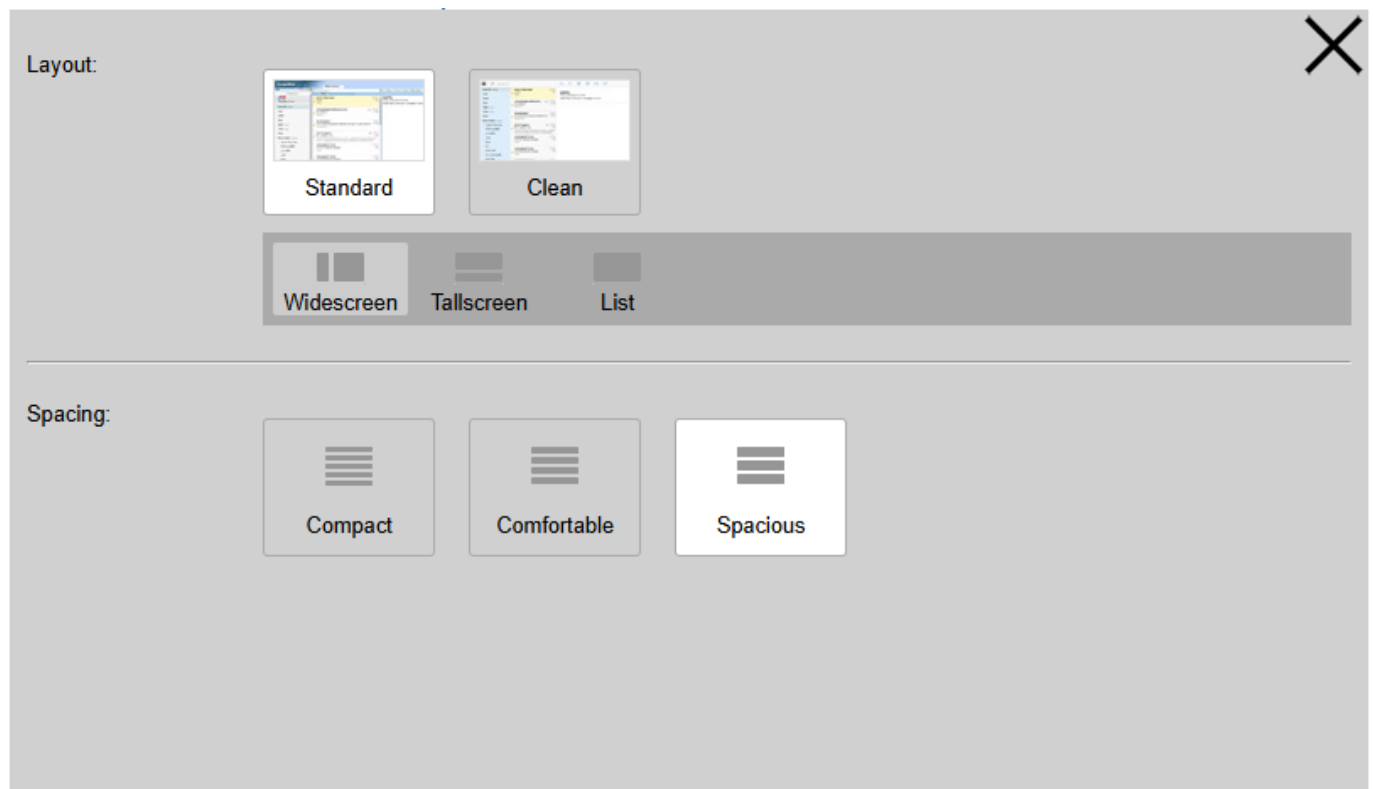 Layout:
Standard
Clean
Widescreen
Tallscreen
List
Spacing:
Compact
Comfortable
Spacious